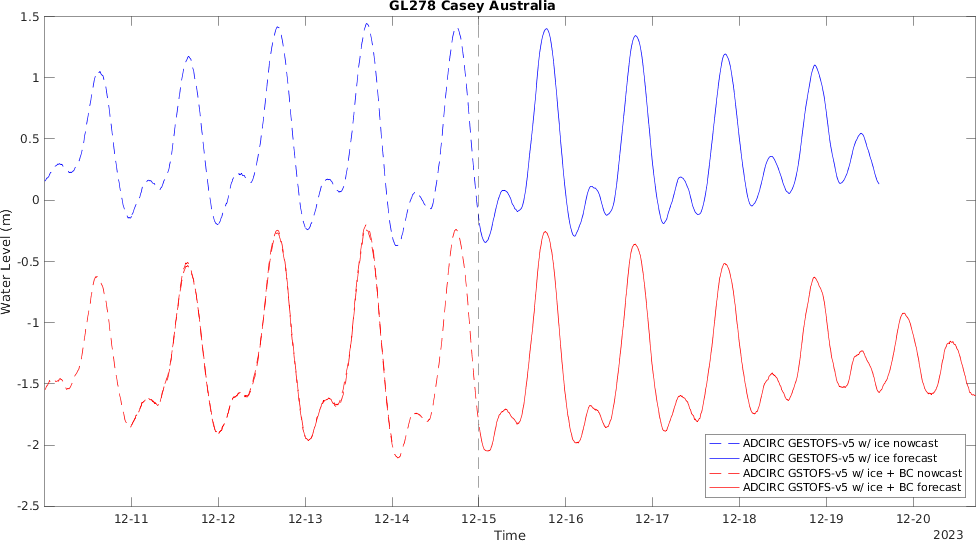 GL278 Casey Australia
1.5
1
0.5
0
-0.5
-1
-1.5
-2
-2.5
Water Level (m)
12-11 12-12 12-13 12-14 12-15 12-16 12-17 12-18 12-19 12-20
Time
2023
ADCIRC GESTOFS-v5 w/ ice nowcast
ADCIRC GESTOFS-v5 w/ ice forecast
ADCIRC GSTOFS-v5 w/ ice + BC nowcast
ADCIRC GSTOFS-v5 w/ ice + BC forecast